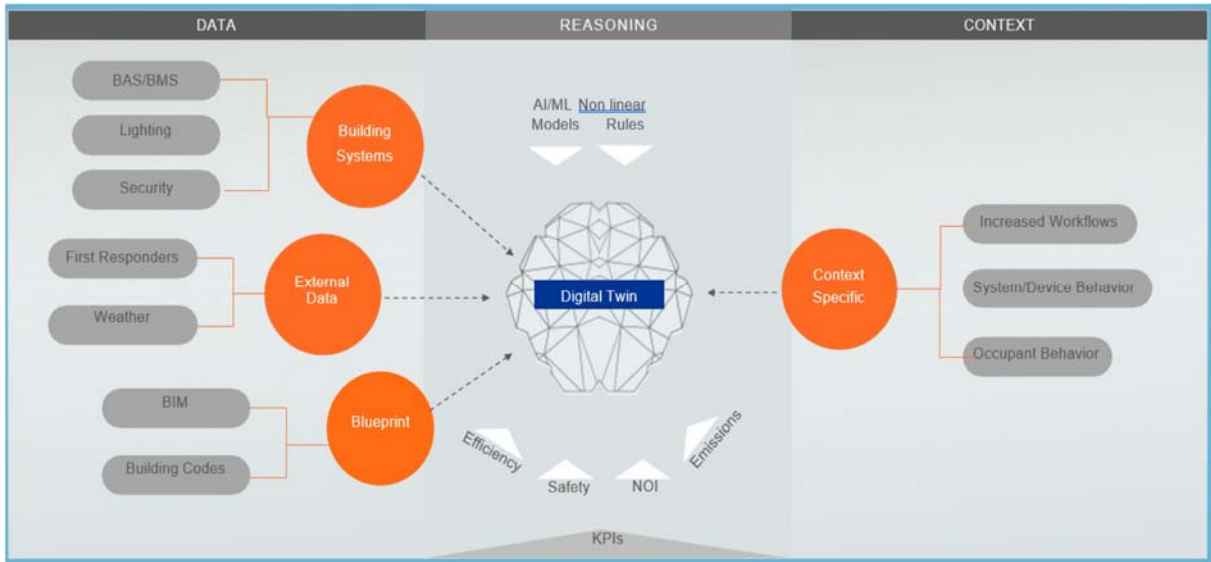 DATA
REASONING
CONTEXT
BAS/BMS
Lighting
Security
Building
Systems
First Responders
Weather
External
Data
BIM
Building Codes
Blueprint
AI/ML Non linear
Models Rules
Digital Twin
Efficiency
Safety
NOI
Emissions
KPIs
Context
Specific
Increased Workflows
System/Device Behavior
Occupant Behavior